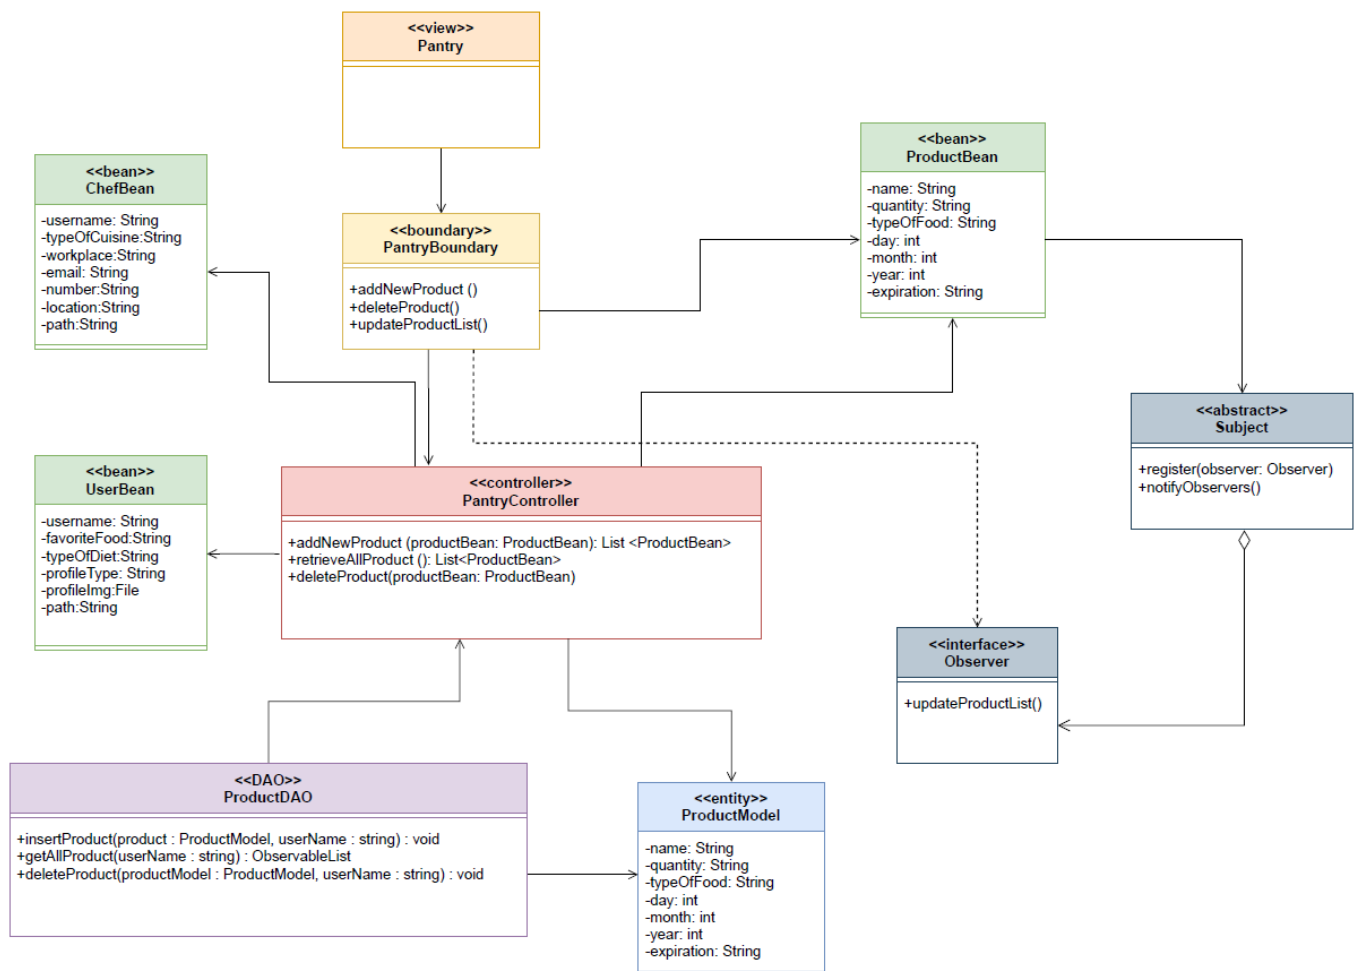 <<view>>
Pantry
<<bean>>
ProductBean
-name: String
-quantity: String
-typeOfFood: String
-day: int
-month: int
-year: int
-expiration: String
<<bean>>
ChefBean
-username: String
-typeOfCuisine:String
-workplace:String
-email: String
-number:String
-location:String
-path:String
<<boundary>>
PantryBoundary
+addNewProduct ()
+deleteProduct()
+updateProductList()
<<abstract>>
Subject
+register(observer: Observer)
+notifyObservers()
<<bean>>
UserBean
-username: String
-favoriteFood:String
-typeOfDiet:String
-profileType: String
-profileImg:File
-path:String
<<controller>>
PantryController
+addNewProduct (productBean: ProductBean): List <ProductBean>
+retrieveAllProduct (): List<ProductBean>
+deleteProduct(productBean: ProductBean)
<<interface>>
Observer
+updateProductList()
<<DAO>>
ProductDAO
+insertProduct(product : ProductModel, userName : string) : void
+getAllProduct(userName : string) : ObservableList
+deleteProduct(productModel : ProductModel, userName : string) : void
<<entity>>
ProductModel
-name: String
-quantity: String
-typeOfFood: String
-day: int
-month: int
-year: int
-expiration: String